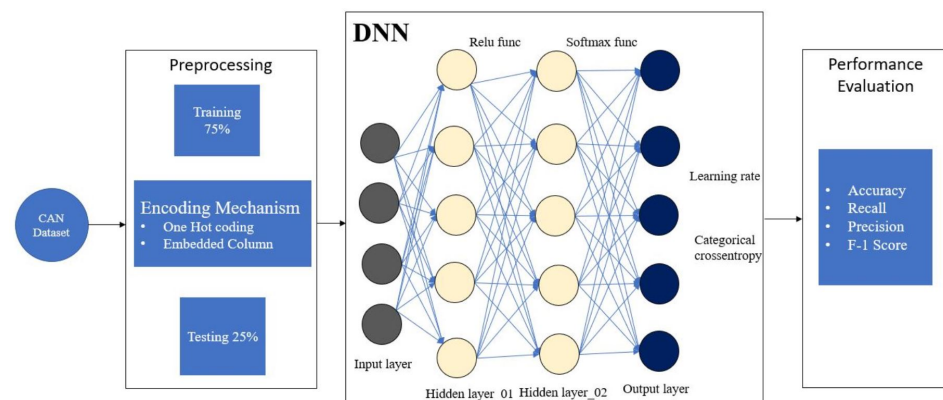 CAN
Dataset
Preprocessing
Training
75%
Encoding Mechanism
• One Hot coding
• Embedded Column
Testing 25%
DNN
Relu func
Softmax func
Learning rate
Categorical
crossentropy
Input layer
Hidden layer_01
Hidden layer_02
Output layer
Performance
Evaluation
• Accuracy
• Recall
• Precision
• F-1 Score